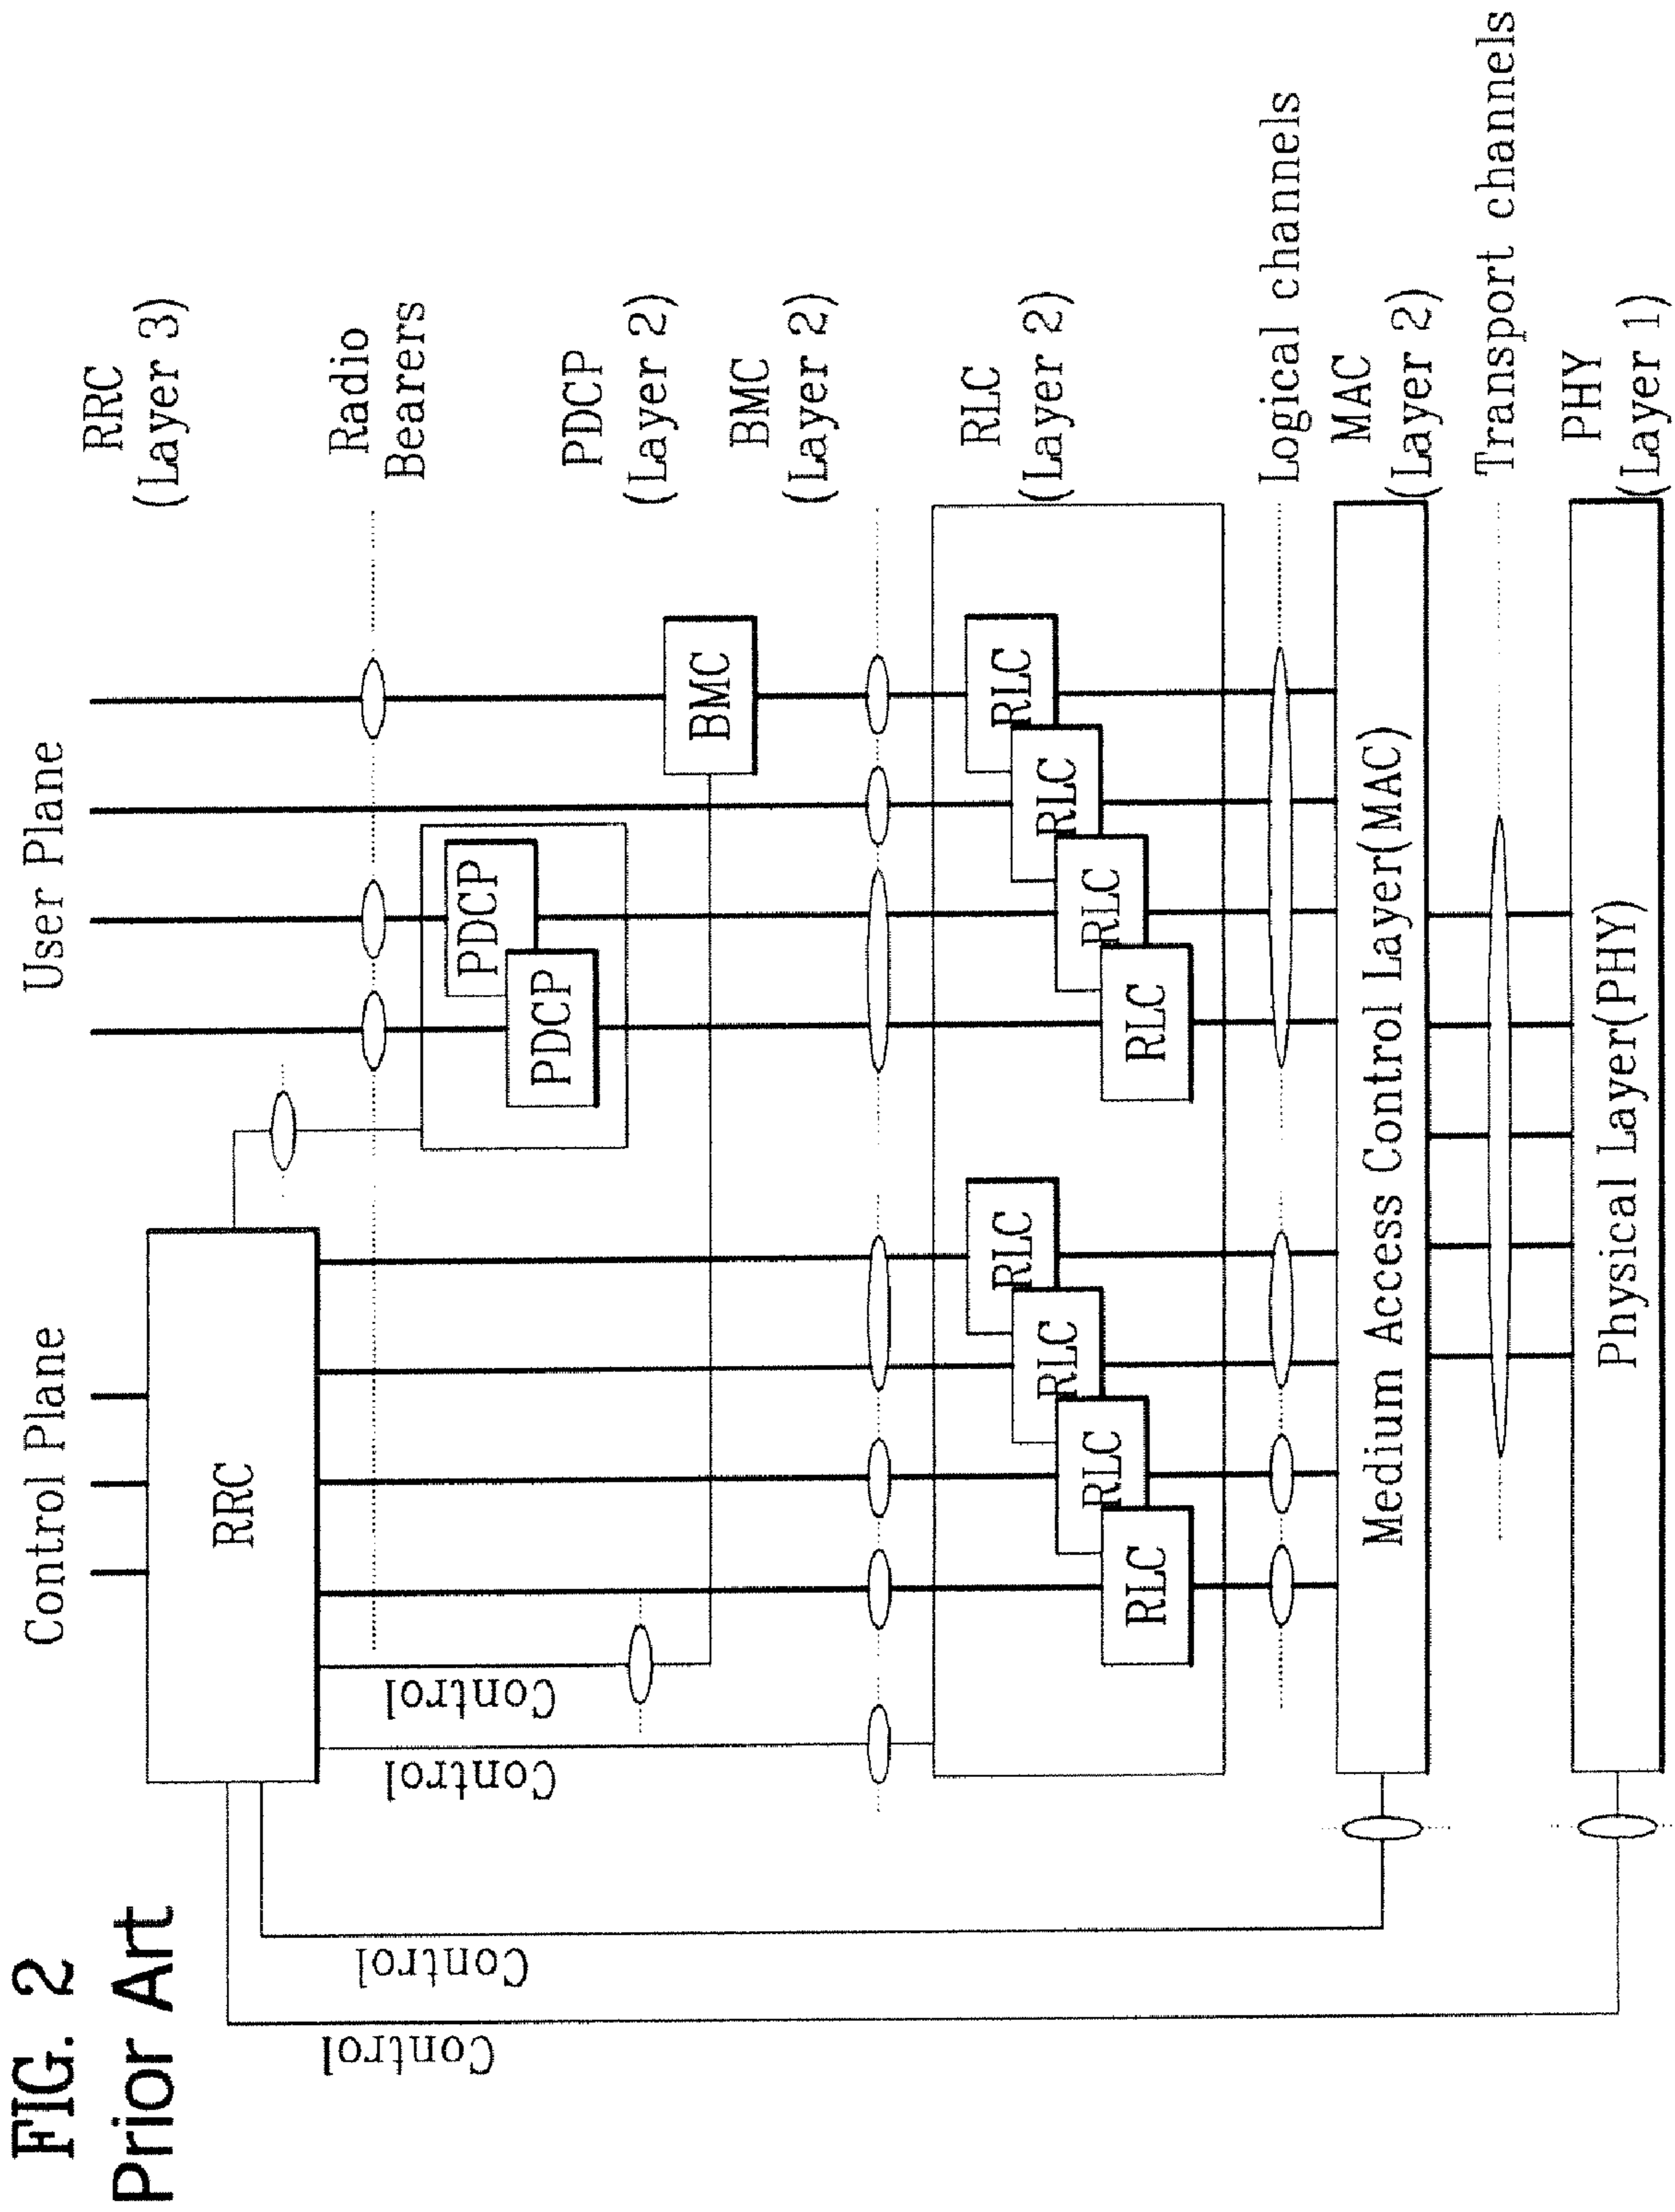 FIG. 2
Prior Art
Control Plane
User Plane
RRC
(Layer 3)
Radio
Bearers
PDCP
(Layer 2)
BMC
(Layer 2)
RLC
(Layer 2)
Logical channels
MAC
(Layer 2)
Transport channels
PHY
(Layer 1)
RRC
Control
Control
Control
Control
PDCP
PDCP
BMC
RLC
RLC
RLC
RLC
RLC
RLC
RLC
RLC
Medium Access Control Layer(MAC)
Physical Layer(PHY)